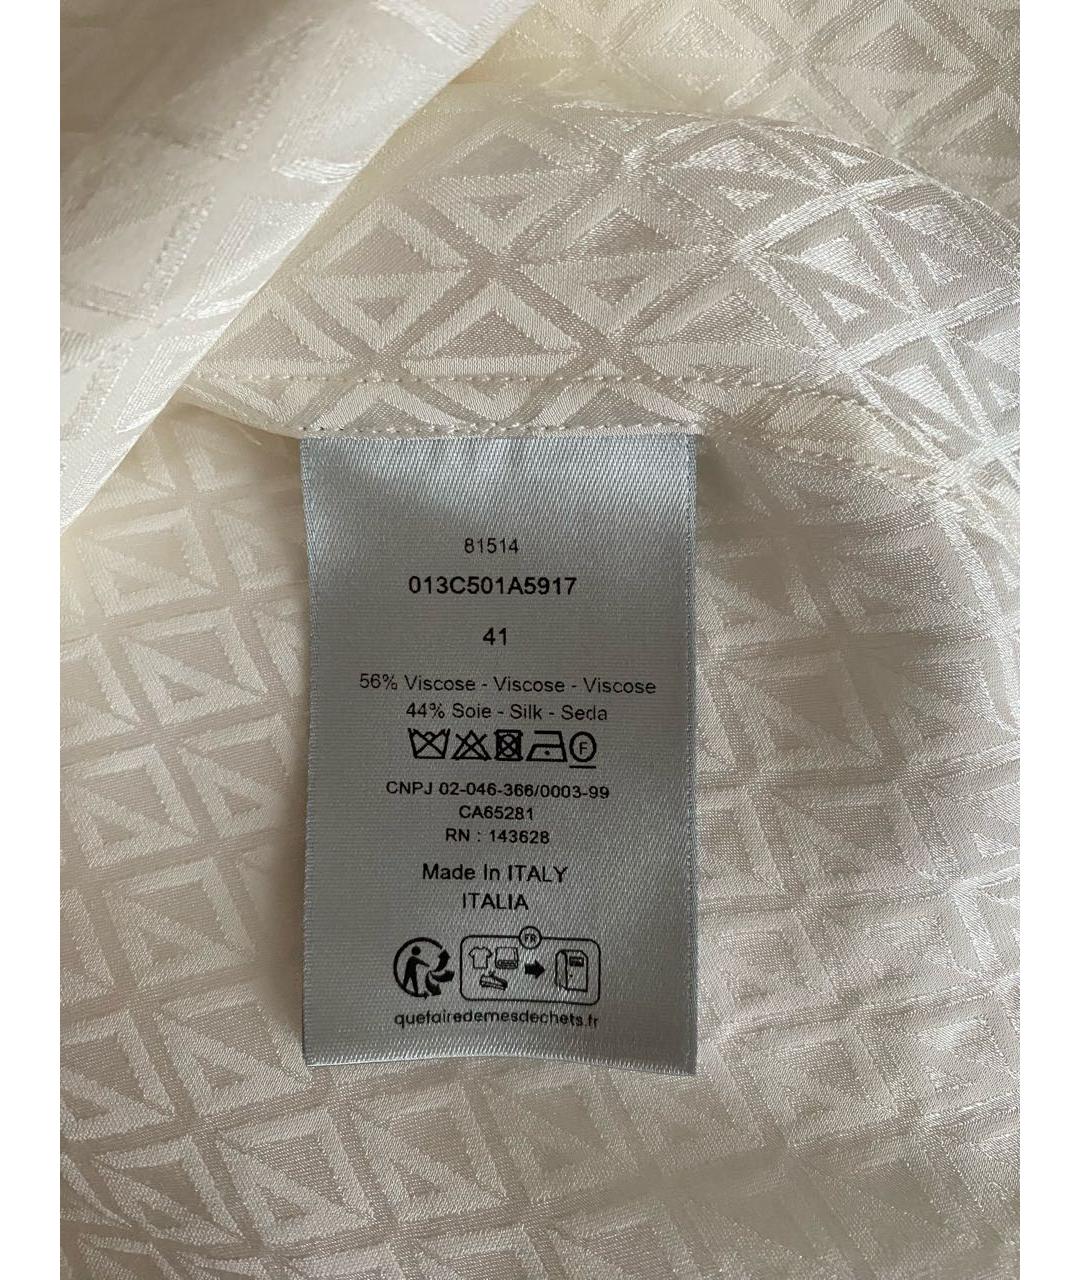 81514
013C501A5917
41
56% Viscose - Viscose - Viscose
44% Soie - Silk - Seda
F
CNPJ 02-046-366/0003-99
CA65281
RN : 143628
Made In ITALY
ITALIA
FR
quefairedemesdechets.fr